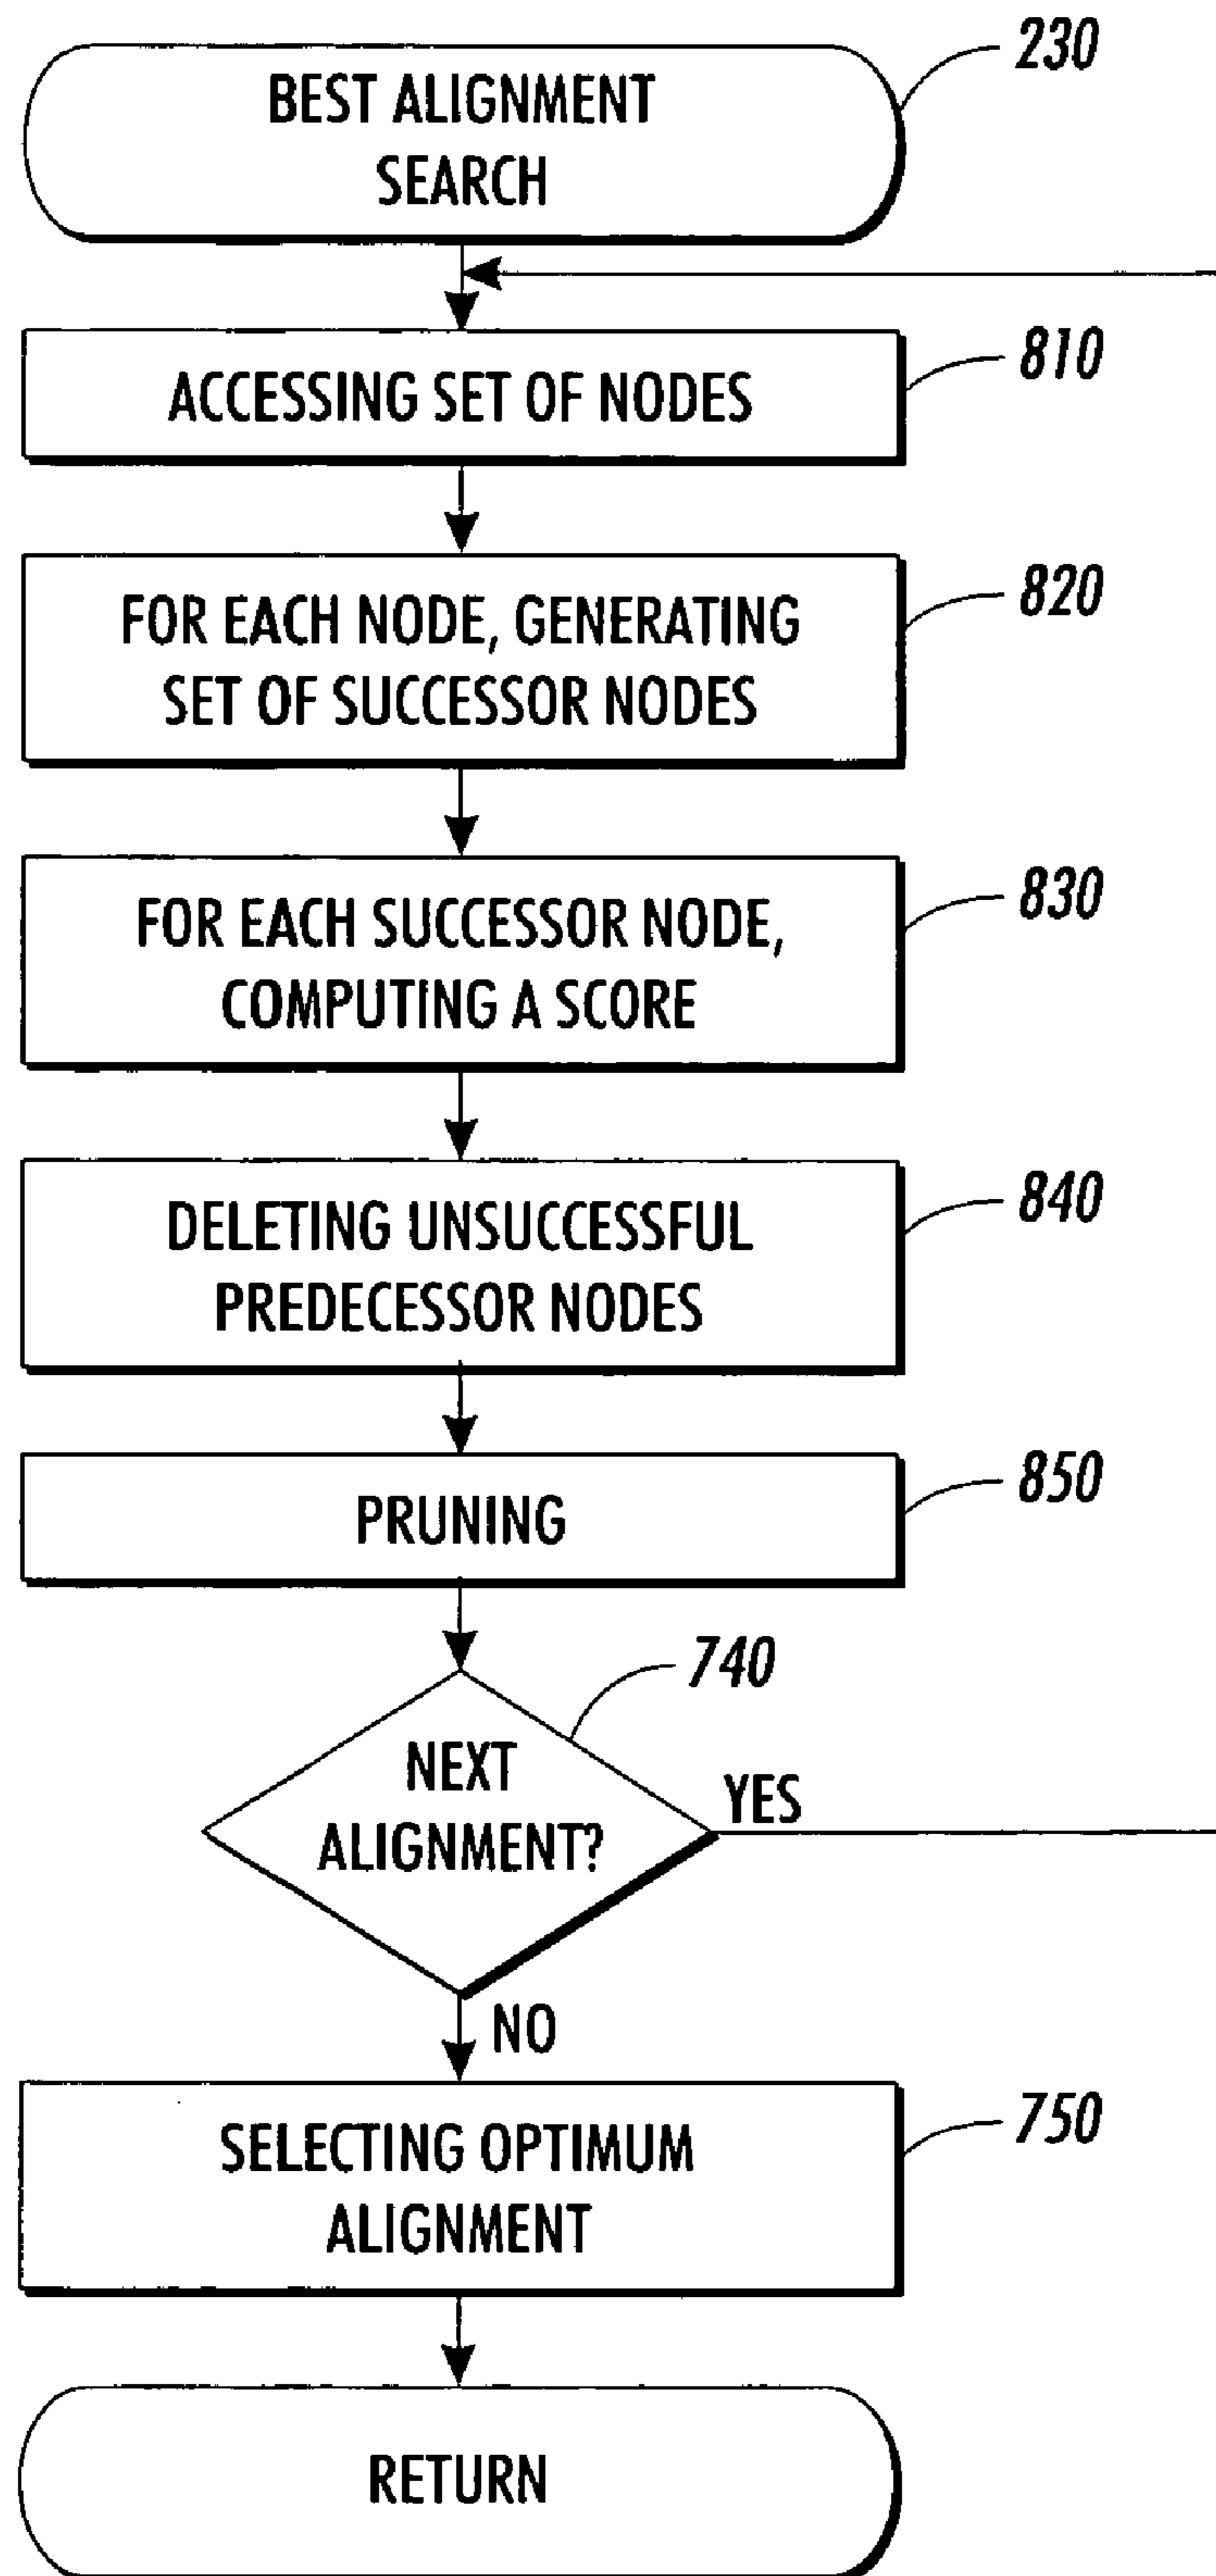 BEST ALIGNMENT
SEARCH
230
ACCESSING SET OF NODES
810
FOR EACH NODE, GENERATING
SET OF SUCCESSOR NODES
820
FOR EACH SUCCESSOR NODE,
COMPUTING A SCORE
830
DELETING UNSUCCESSFUL
PREDECESSOR NODES
840
PRUNING
850
740
NEXT
ALIGNMENT?
YES
NO
SELECTING OPTIMUM
ALIGNMENT
750
RETURN